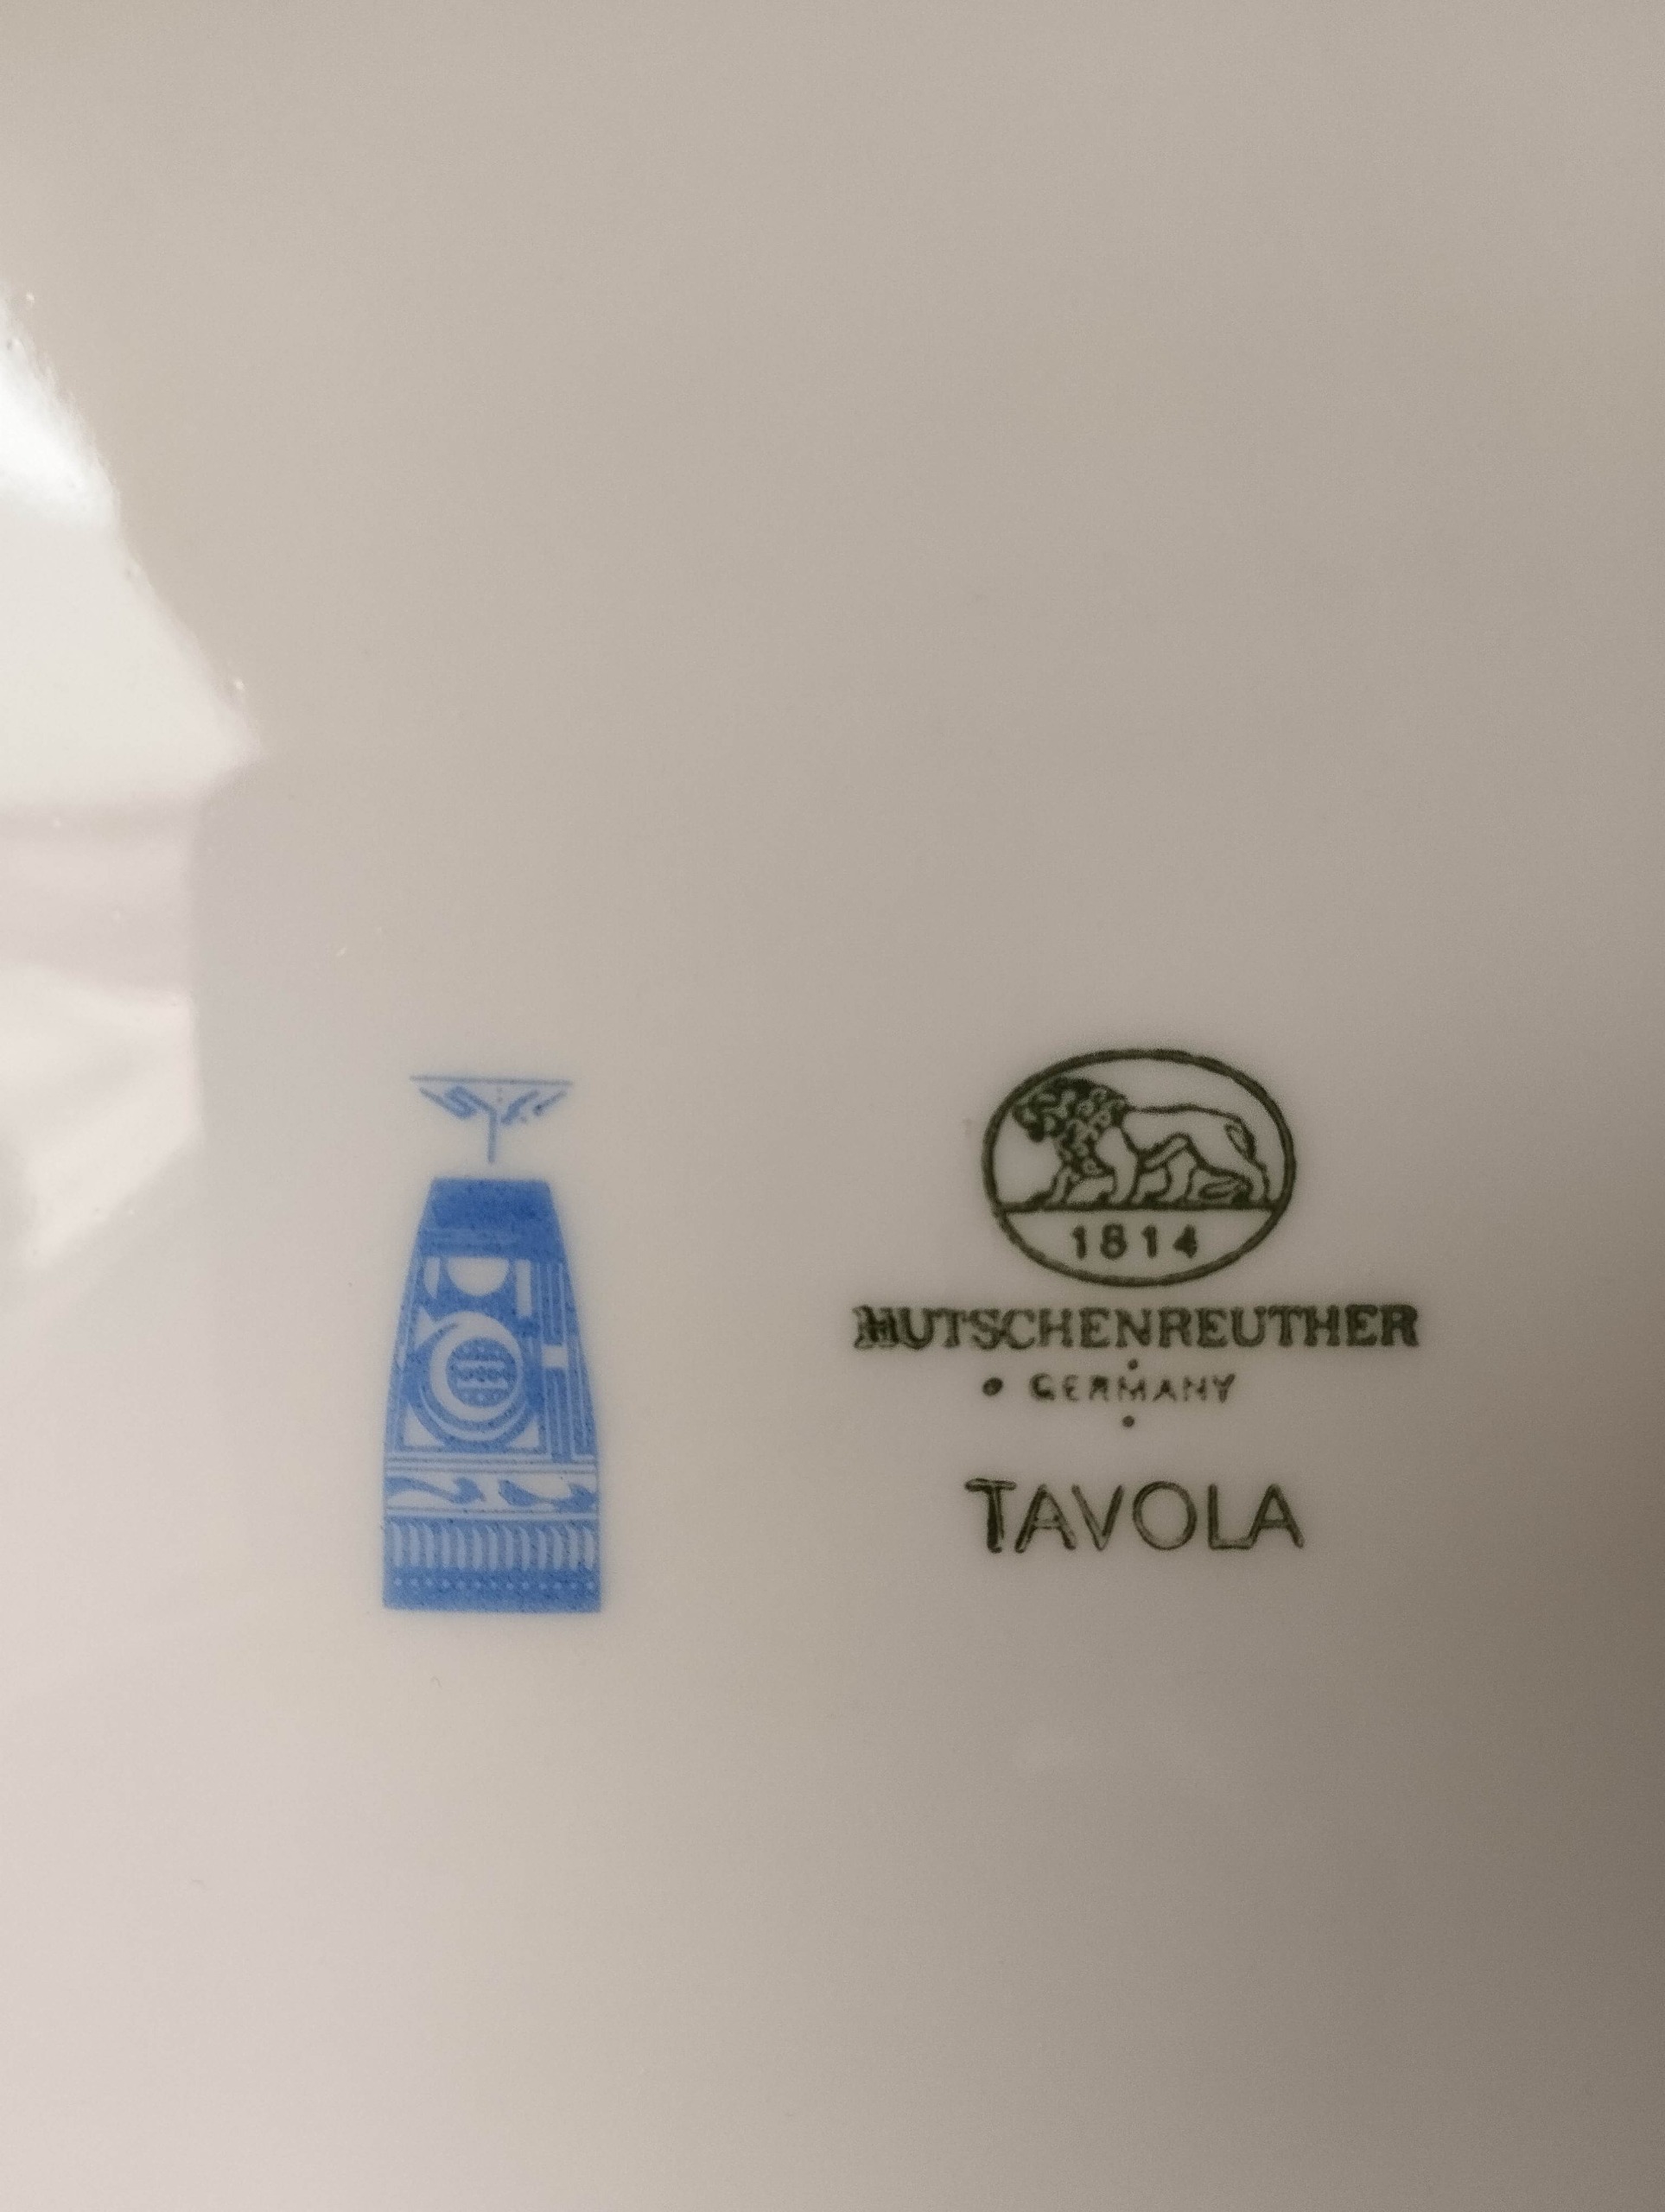 1814
HUTSCHENREUTHER
GERMANY
TAVOLA